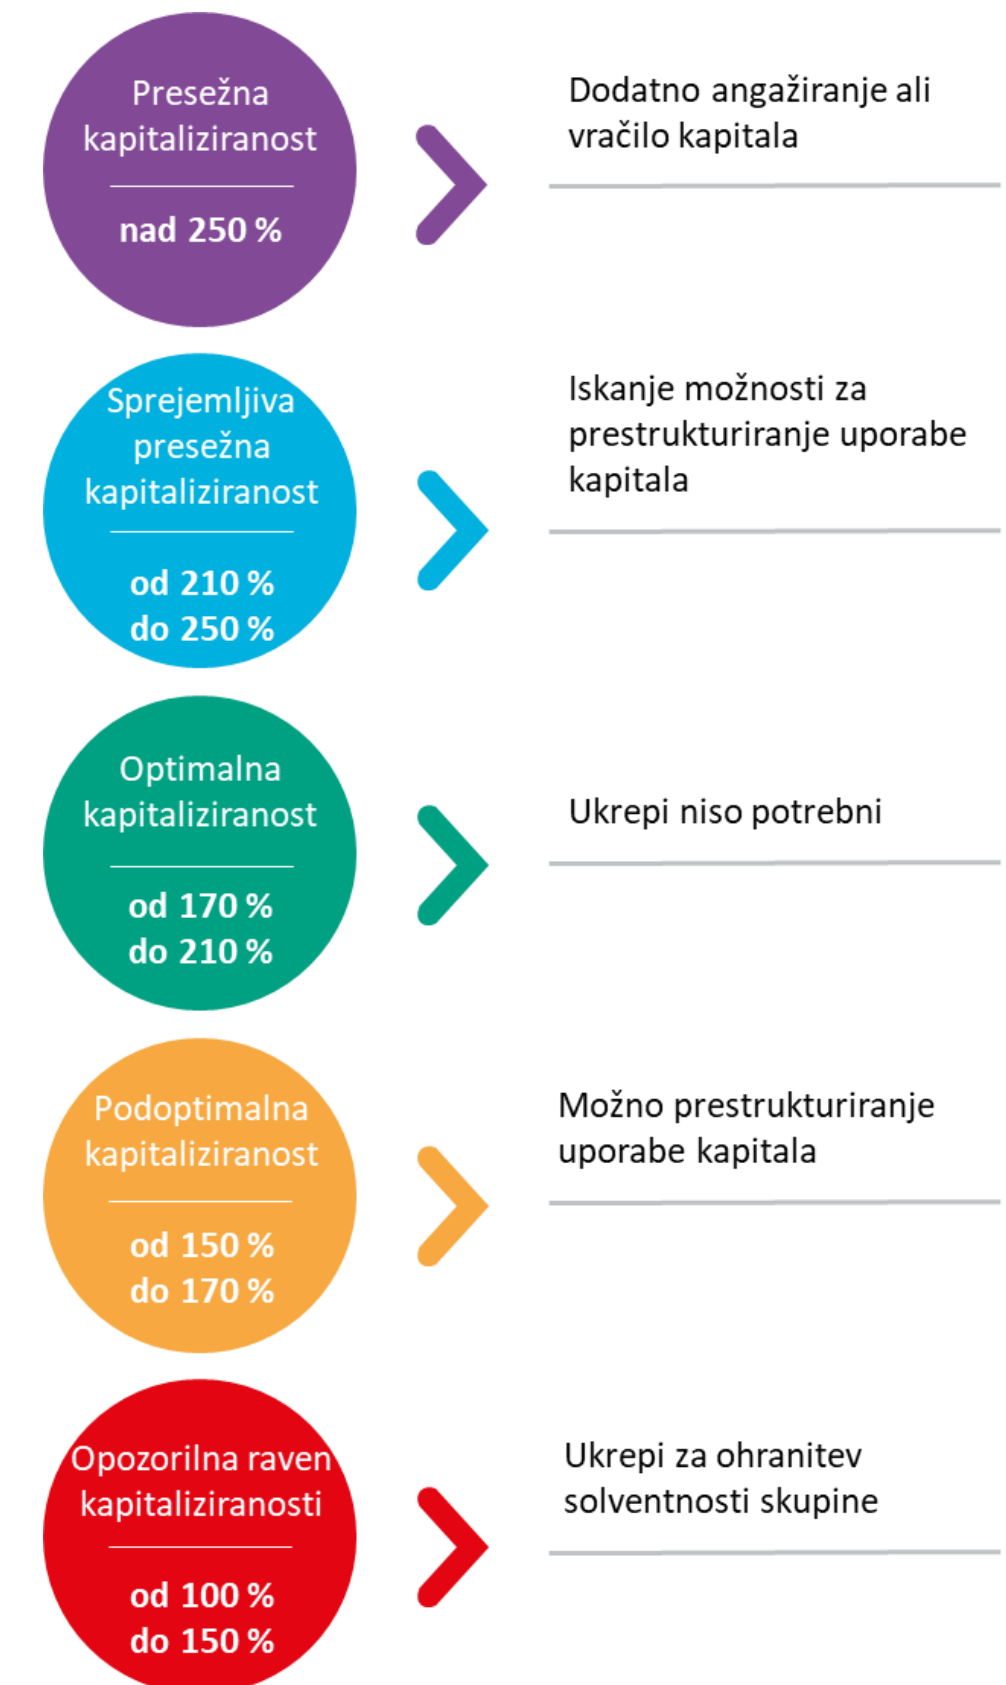 Presežna
kapitaliziranost
nad 250 %
Dodatno angažiranje ali
vračilo kapitala
Sprejemljiva
presežna
kapitaliziranost
od 210 %
do 250 %
Iskanje možnosti za
prestrukturiranje uporabe
kapitala
Optimalna
kapitaliziranost
od 170 %
do 210 %
Ukrepi niso potrebni
Podoptimalna
kapitaliziranost
od 150 %
do 170 %
Možno prestrukturiranje
uporabe kapitala
Opozorilna raven
kapitaliziranosti
od 100 %
do 150 %
Ukrepi za ohranitev
solventnosti skupine